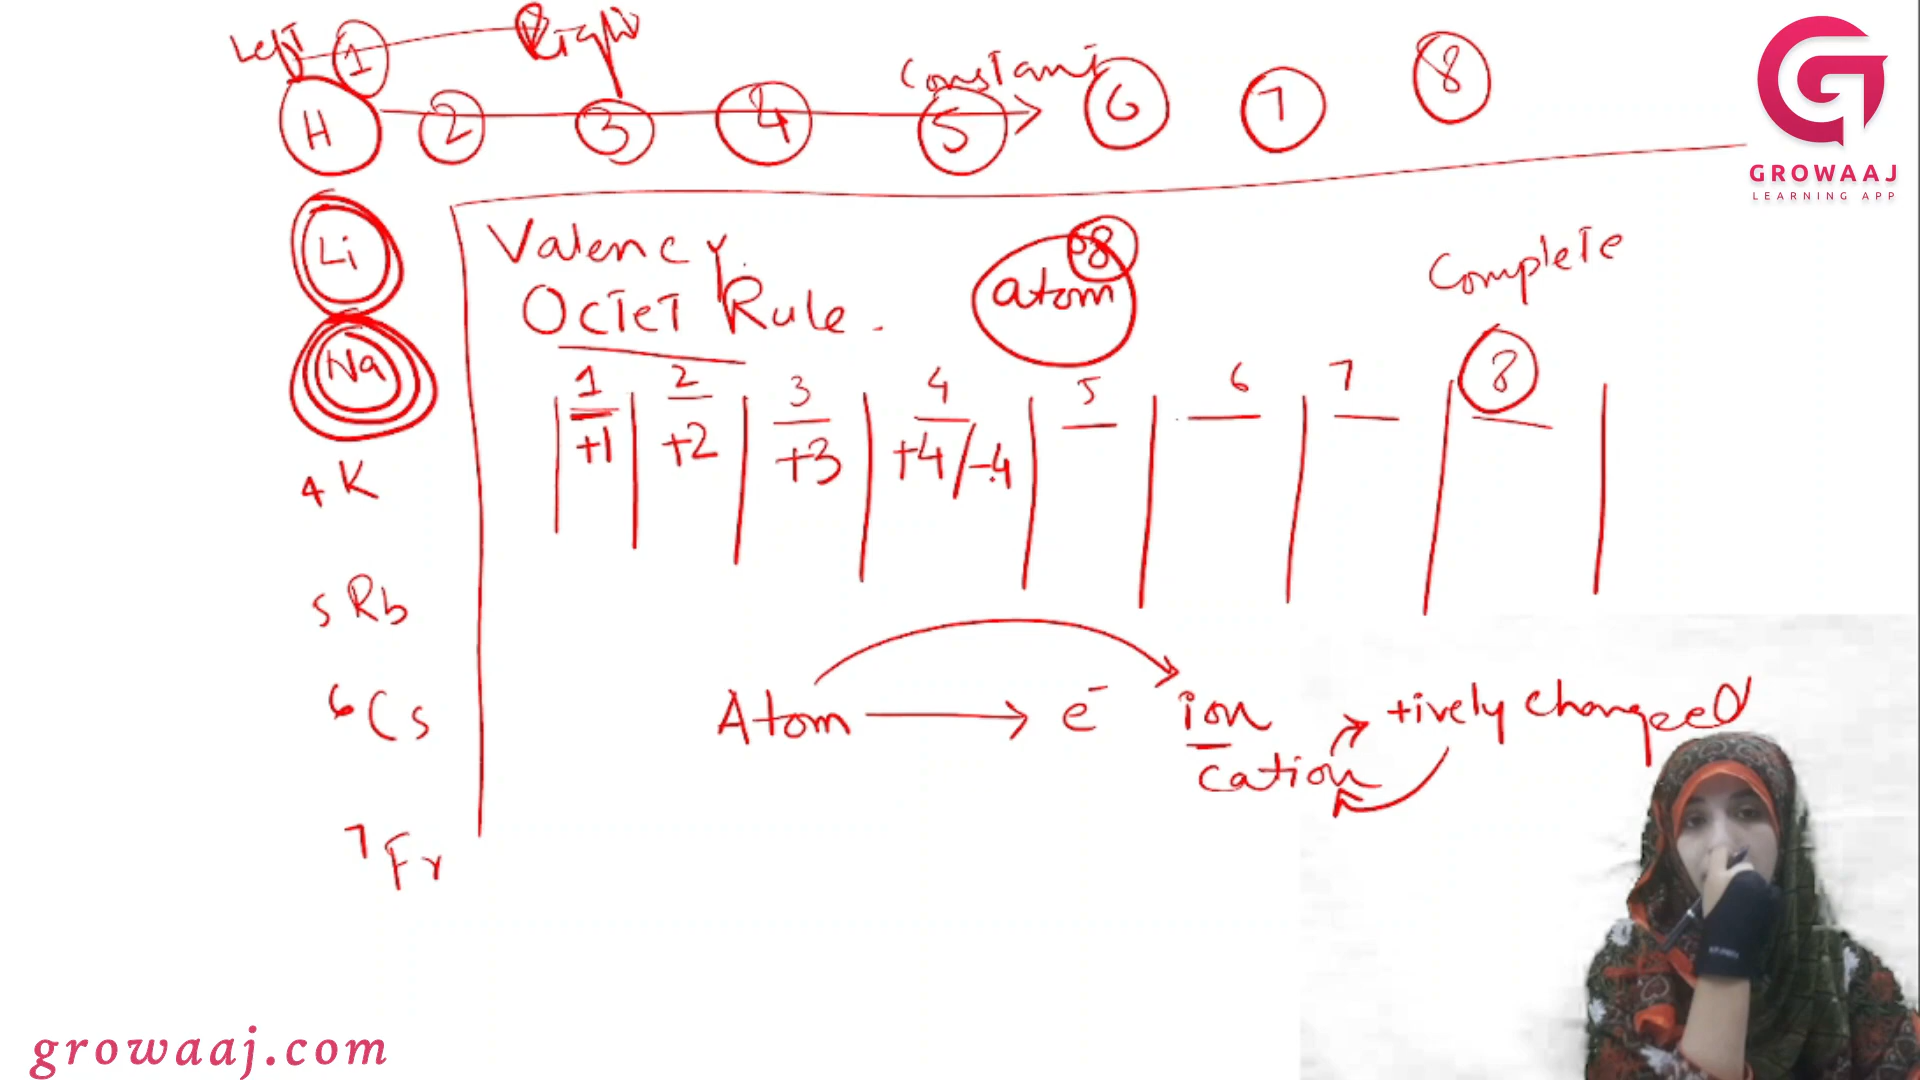 Left 1 Right
H 2 3 4 Constant 5 6 7 8
GROWAAJ
LEARNING APP
Li
Valency
Octet Rule.
atom 8
Complete
Na
1 2 3 4 5 6 7 8
+1 +2 +3 +4/-4
4 K
5 Rb
6 Cs
Atom e⁻ ion +ively changeed
cation
7 Fr
growaaj.com